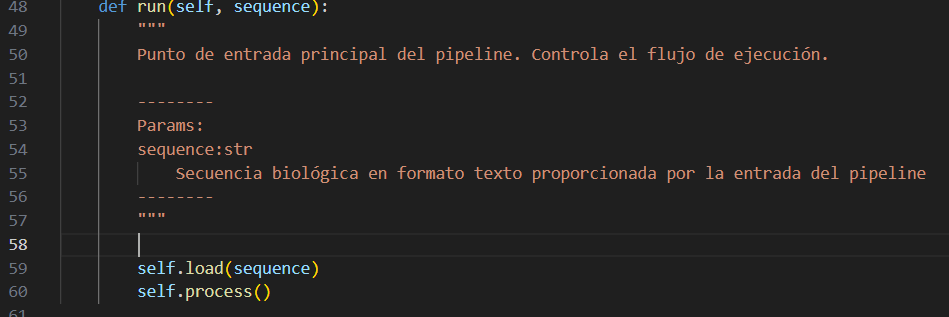 48 def run(self, sequence):
49 """
50 Punto de entrada principal del pipeline. Controla el flujo de ejecución.
51
52 --------
53 Params:
54 sequence:str
55 Secuencia biológica en formato texto proporcionada por la entrada del pipeline
56 --------
57 """
58
59 self.load(sequence)
60 self.process()
61